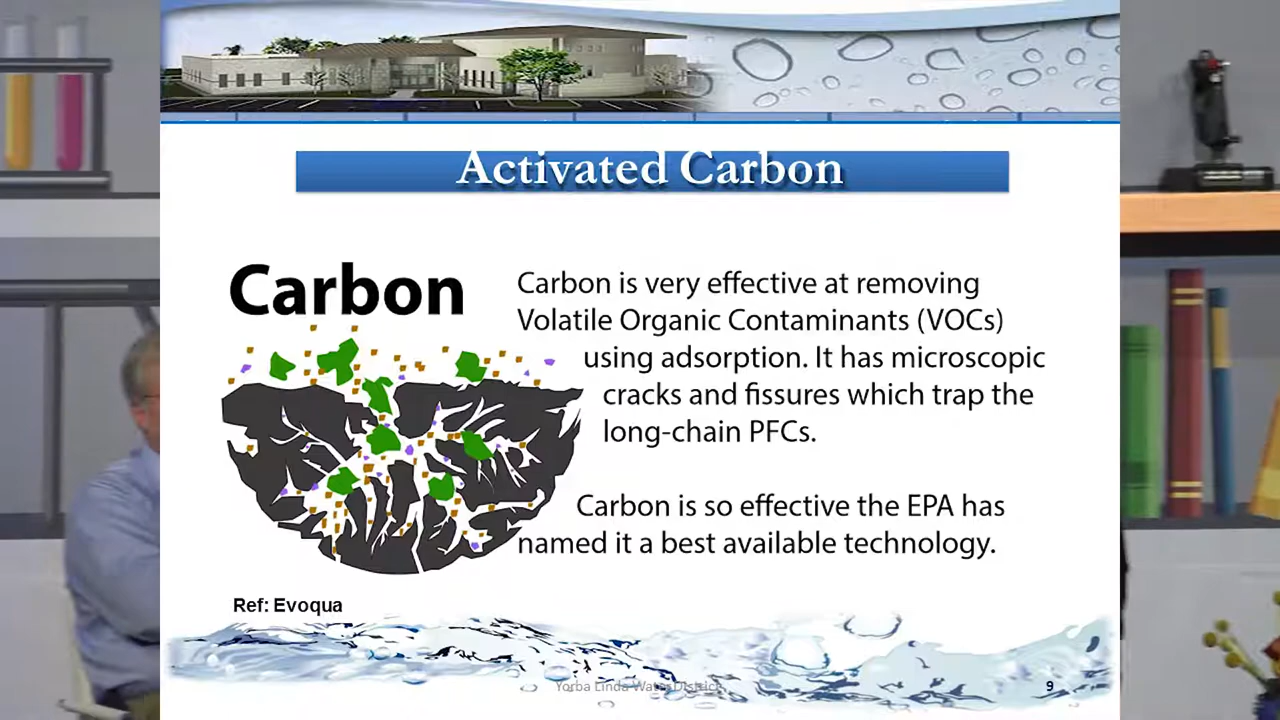 Activated Carbon
Carbon
Carbon is very effective at removing
Volatile Organic Contaminants (VOCs)
using adsorption. It has microscopic
cracks and fissures which trap the
long-chain PFCs.
Carbon is so effective the EPA has
named it a best available technology.
Ref: Evoqua
Yorba Linda Water District
9